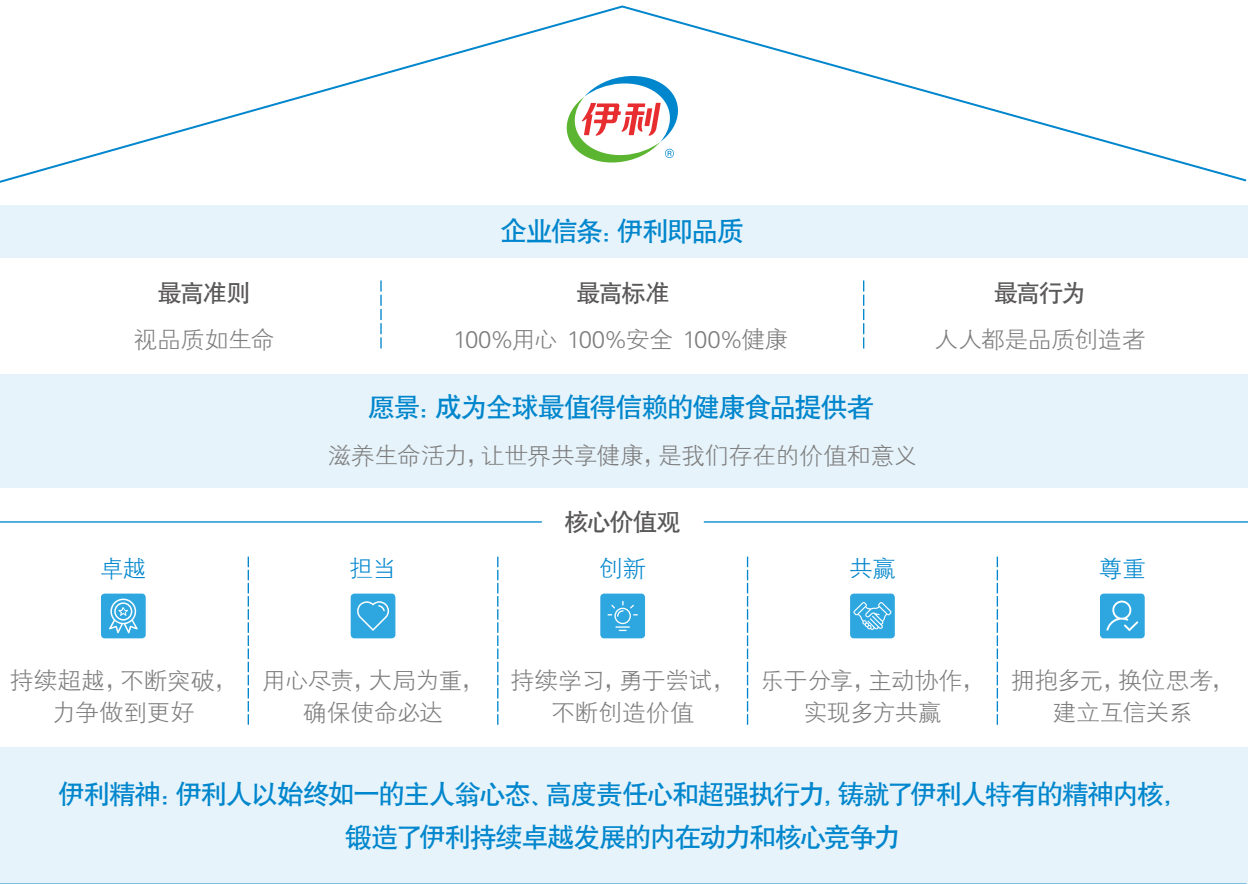 伊利
®
企业信条: 伊利即品质
最高准则
最高标准
最高行为
视品质如生命
100%用心 100%安全 100%健康
人人都是品质创造者
愿景: 成为全球最值得信赖的健康食品提供者
滋养生命活力, 让世界共享健康, 是我们存在的价值和意义
核心价值观
卓越
担当
创新
共赢
尊重
持续超越, 不断突破,
力争做到更好
用心尽责, 大局为重,
确保使命必达
持续学习, 勇于尝试,
不断创造价值
乐于分享, 主动协作,
实现多方共赢
拥抱多元, 换位思考,
建立互信关系
伊利精神: 伊利人以始终如一的主人翁心态、高度责任心和超强执行力, 铸就了伊利人特有的精神内核,
锻造了伊利持续卓越发展的内在动力和核心竞争力